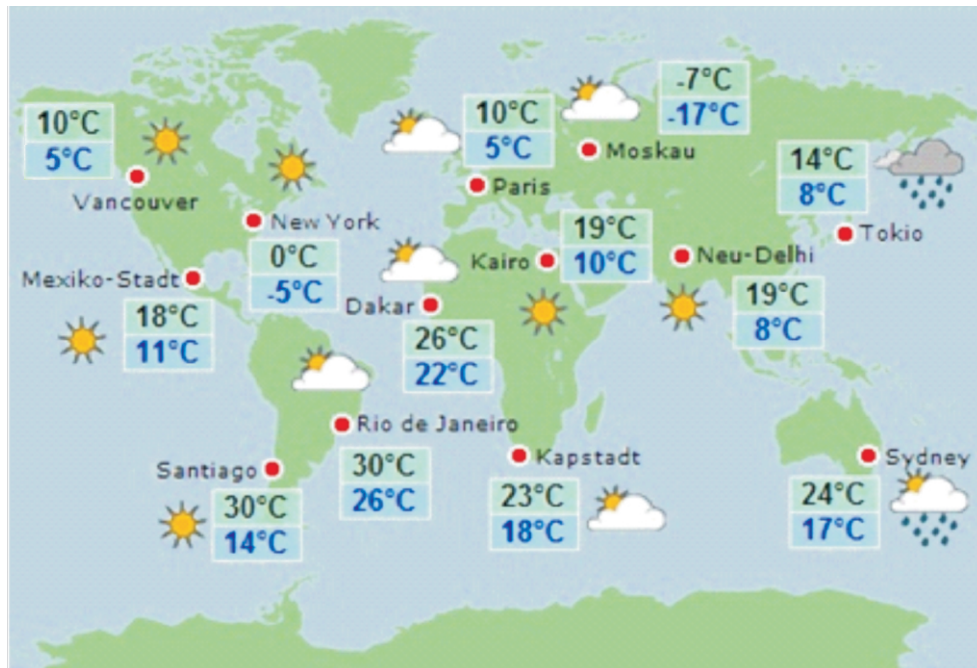 -7°C
-17°C
10°C
5°C
10°C
5°C
Moskau
14°C
8°C
Vancouver
Paris
New York
19°C
10°C
Tokio
Kairo
Neu-Delhi
0°C
-5°C
Mexiko-Stadt
18°C
11°C
Dakar
26°C
22°C
19°C
8°C
Rio de Janeiro
30°C
26°C
Santiago
30°C
14°C
Kapstadt
23°C
18°C
Sydney
24°C
17°C